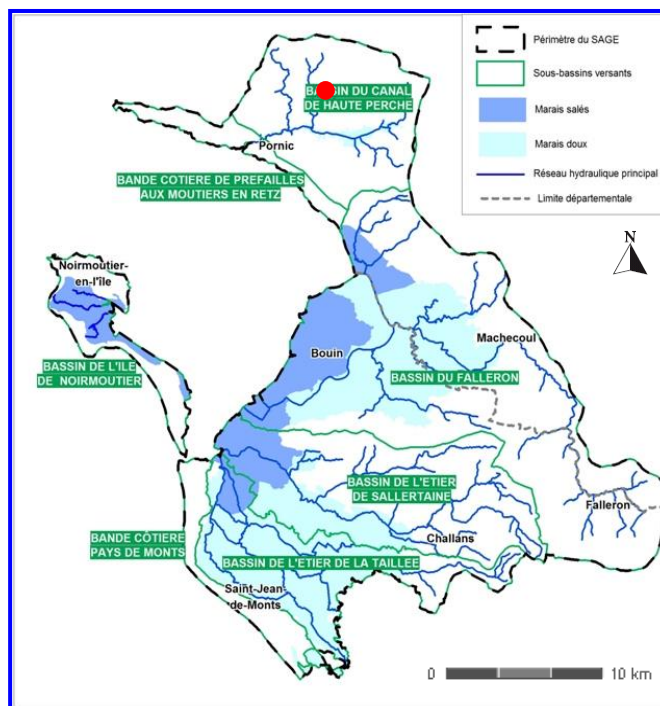 Périmètre du SAGE
Sous-bassins versants
Marais salés
Marais doux
Réseau hydraulique principal
Limite départementale
N
BASSIN DU CANAL
DE HAUTE PERCHE
Pornic
BANDE COTIERE DE PREFAILLES
AUX MOUTIERS EN RETZ
Noirmoutier-
en-l'île
Machecoul
Bouin
BASSIN DE L'ILE
DE NOIRMOUTIER
BASSIN DU FALLERON
BASSIN DE L'ETIER
DE SALLERTAINE
Falleron
Challans
BANDE CÔTIERE
PAYS DE MONTS
BASSIN DE L'ETIER DE LA TAILLEE
Saint-Jean-
de-Monts
0 10 km